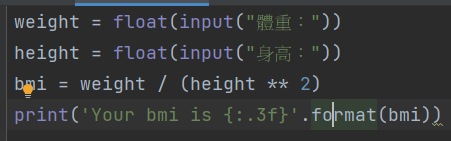 weight = float(input("體重："))
height = float(input("身高："))
bmi = weight / (height ** 2)
print('Your bmi is {:.3f}'.format(bmi))